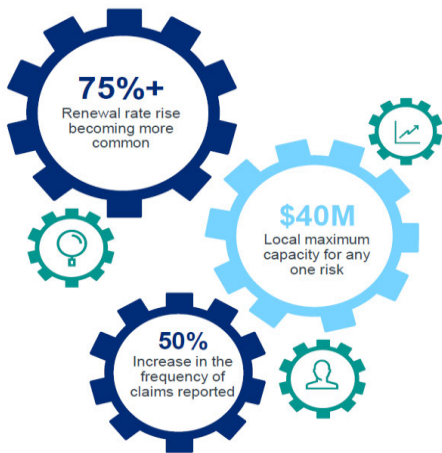 75%+
Renewal rate rise
becoming more
common
$40M
Local maximum
capacity for any
one risk
50%
Increase in the
frequency of
claims reported